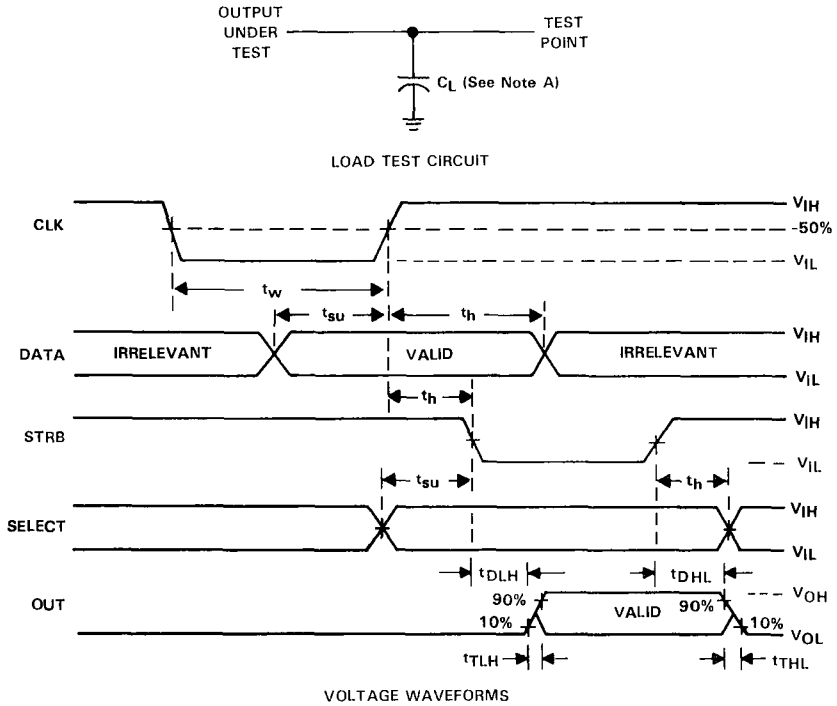 OUTPUT
UNDER
TEST
TEST
POINT
CL (See Note A)
LOAD TEST CIRCUIT
CLK
VIH
50%
VIL
tw
tsu
th
DATA
IRRELEVANT
VALID
IRRELEVANT
VIH
VIL
th
STRB
VIH
VIL
tsu
th
SELECT
VIH
VIL
tDLH
tDHL
OUT
90%
VALID
90%
VOH
10%
10%
VOL
tTLH
tTHL
VOLTAGE WAVEFORMS